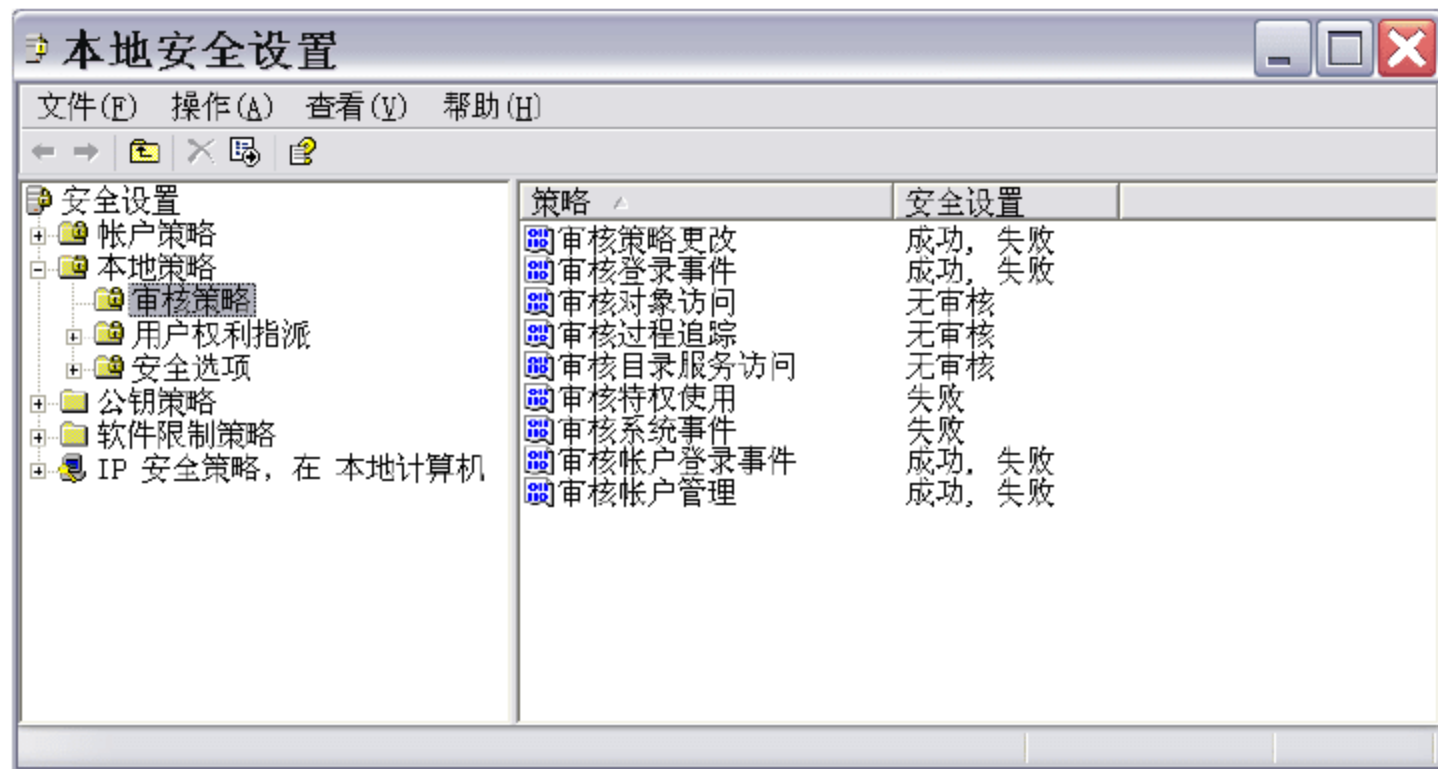 本地安全设置
文件(F) 操作(A) 查看(V) 帮助(H)
安全设置
帐户策略
本地策略
审核策略
用户权利指派
安全选项
公钥策略
软件限制策略
IP 安全策略, 在 本地计算机
策略 安全设置
审核策略更改 成功, 失败
审核登录事件 成功, 失败
审核对象访问 无审核
审核过程追踪 无审核
审核目录服务访问 无审核
审核特权使用 失败
审核系统事件 失败
审核帐户登录事件 成功, 失败
审核帐户管理 成功, 失败